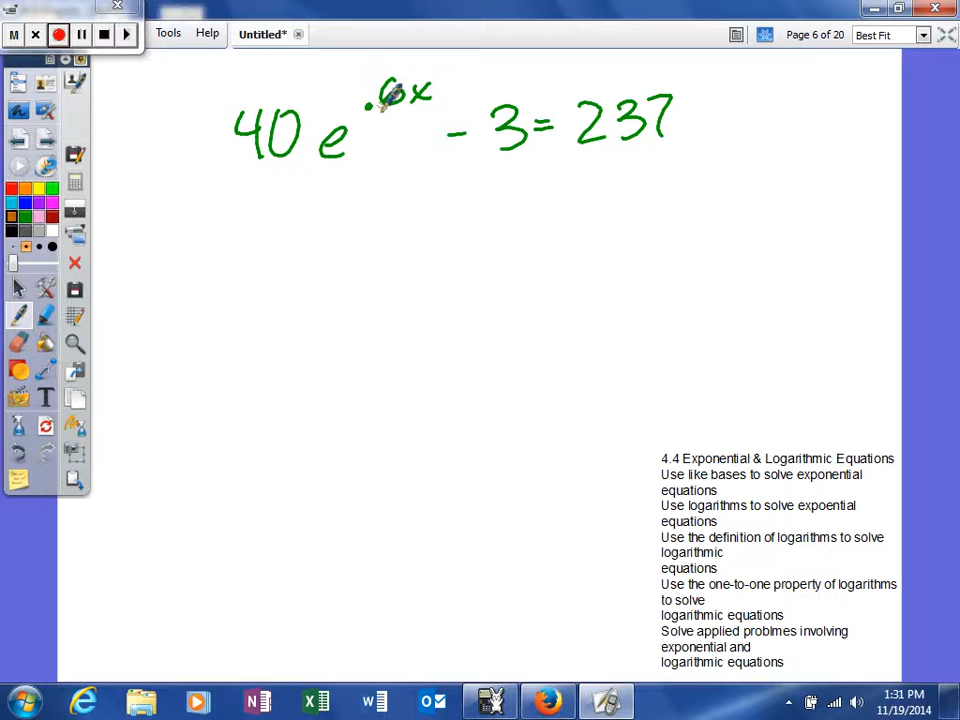 M
Tools Help Untitled* Page 6 of 20 Best Fit
40 e^.6x - 3 = 237
T
4.4 Exponential & Logarithmic Equations
Use like bases to solve exponential
equations
Use logarithms to solve expoential
equations
Use the definition of logarithms to solve
logarithmic
equations
Use the one-to-one property of logarithms
to solve
logarithmic equations
Solve applied problmes involving
exponential and
logarithmic equations
1:31 PM
11/19/2014